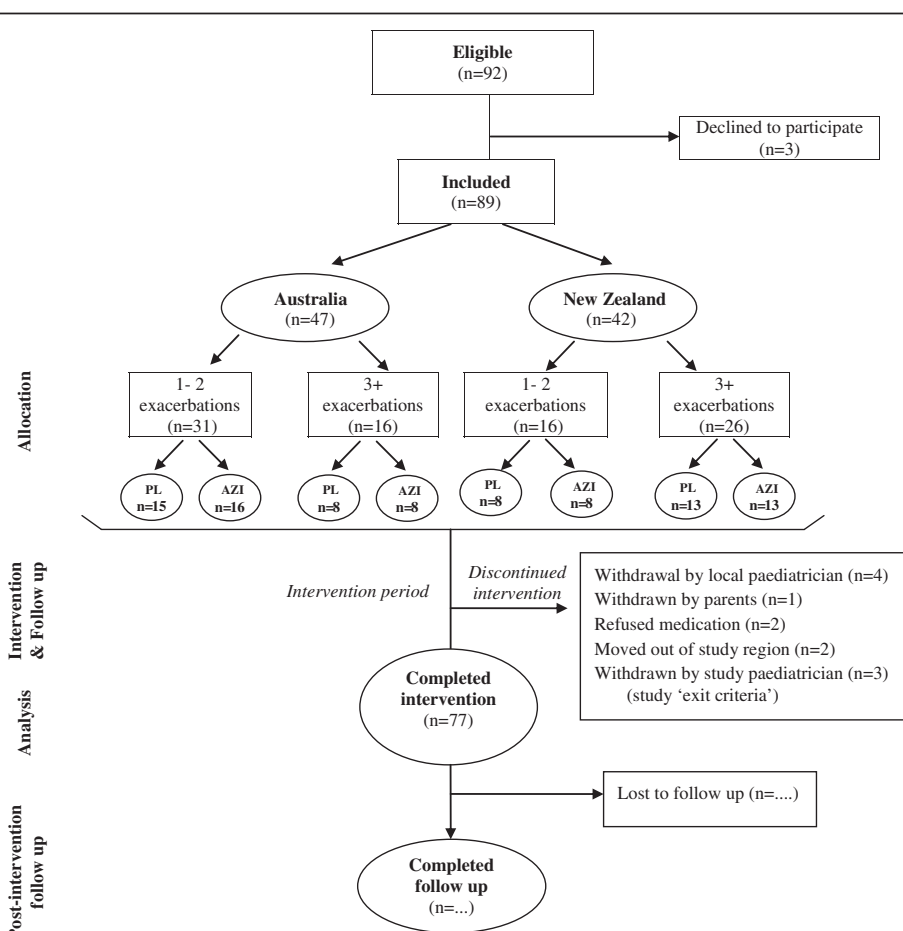 Eligible
(n=92)
Declined to participate
(n=3)
Included
(n=89)
Australia
(n=47)
New Zealand
(n=42)
Allocation
1- 2
exacerbations
(n=31)
3+
exacerbations
(n=16)
1- 2
exacerbations
(n=16)
3+
exacerbations
(n=26)
PL
n=15
AZI
n=16
PL
n=8
AZI
n=8
PL
n=8
AZI
n=8
PL
n=13
AZI
n=13
Intervention
& Follow up
Intervention period
Discontinued
intervention
Withdrawal by local paediatrician (n=4)
Withdrawn by parents (n=1)
Refused medication (n=2)
Moved out of study region (n=2)
Withdrawn by study paediatrician (n=3)
(study ‘exit criteria’)
Analysis
Completed
intervention
(n=77)
Lost to follow up (n=....)
Post-intervention
follow up
Completed
follow up
(n=...)